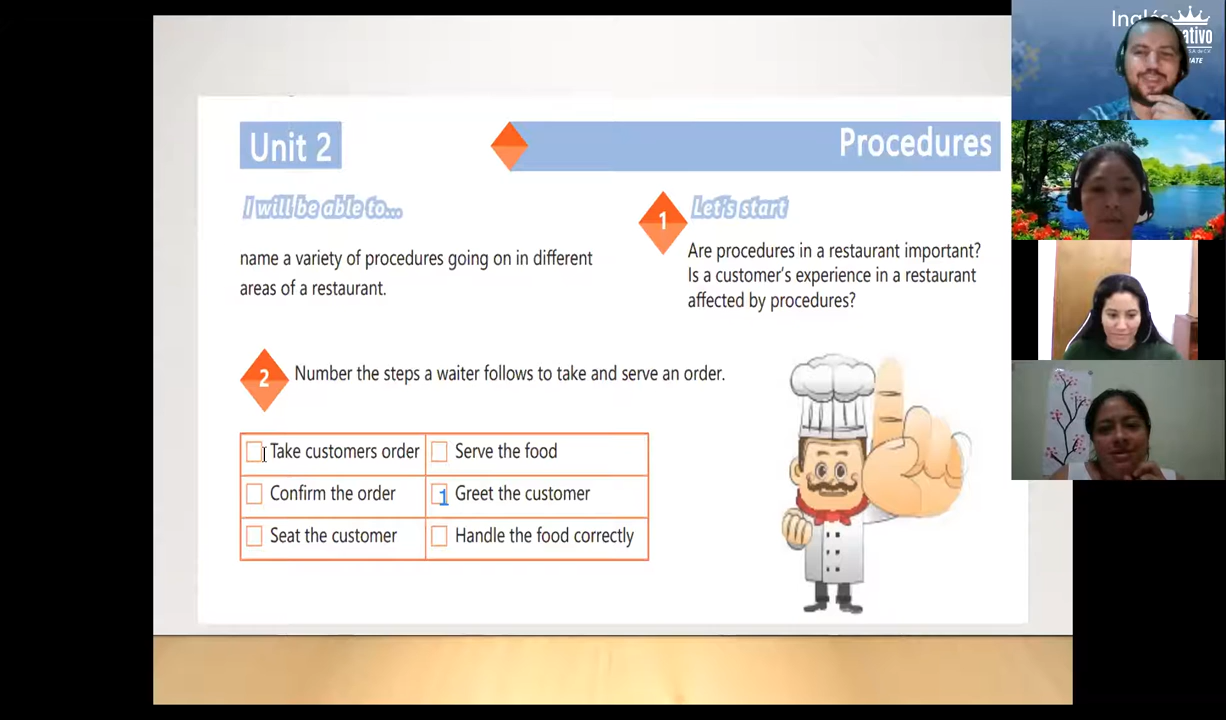 Unit 2
Procedures
I will be able to...
name a variety of procedures going on in different
areas of a restaurant.
1
Let's start
Are procedures in a restaurant important?
Is a customer's experience in a restaurant
affected by procedures?
2
Number the steps a waiter follows to take and serve an order.
Take customers order
Serve the food
Confirm the order
1
Greet the customer
Seat the customer
Handle the food correctly
Inglés